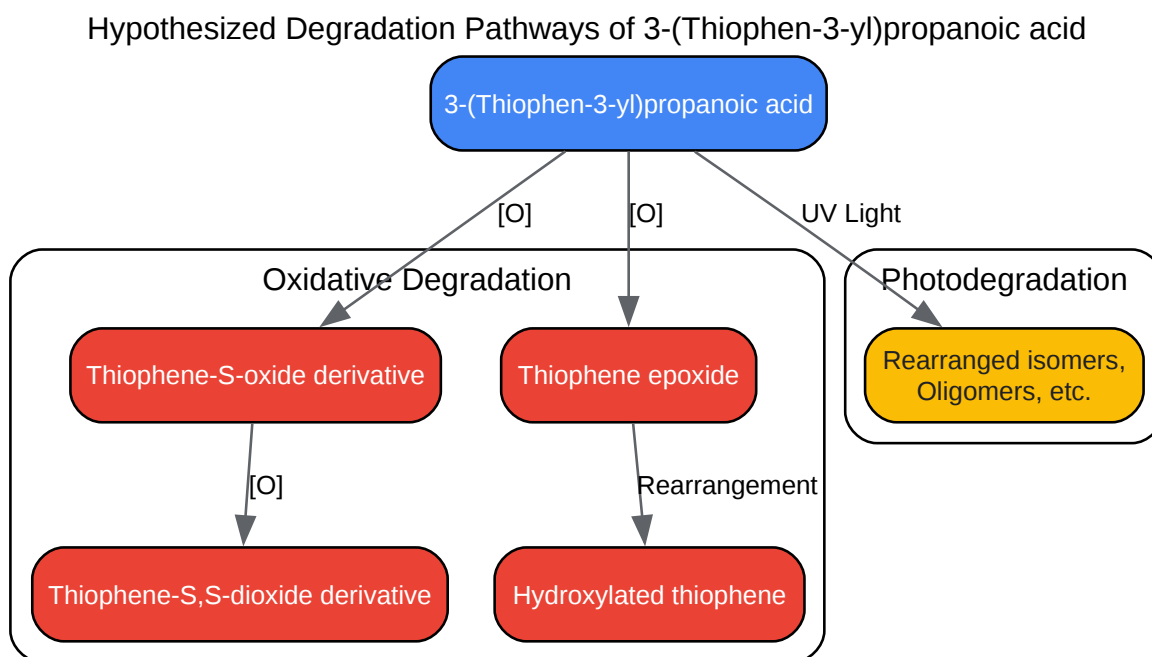 Hypothesized Degradation Pathways of 3-(Thiophen-3-yl)propanoic acid
3-(Thiophen-3-yl)propanoic acid
[O]
[O]
UV Light
Oxidative Degradation
Photodegradation
Thiophene-S-oxide derivative
Thiophene epoxide
Rearranged isomers,
Oligomers, etc.
[O]
Rearrangement
Thiophene-S,S-dioxide derivative
Hydroxylated thiophene